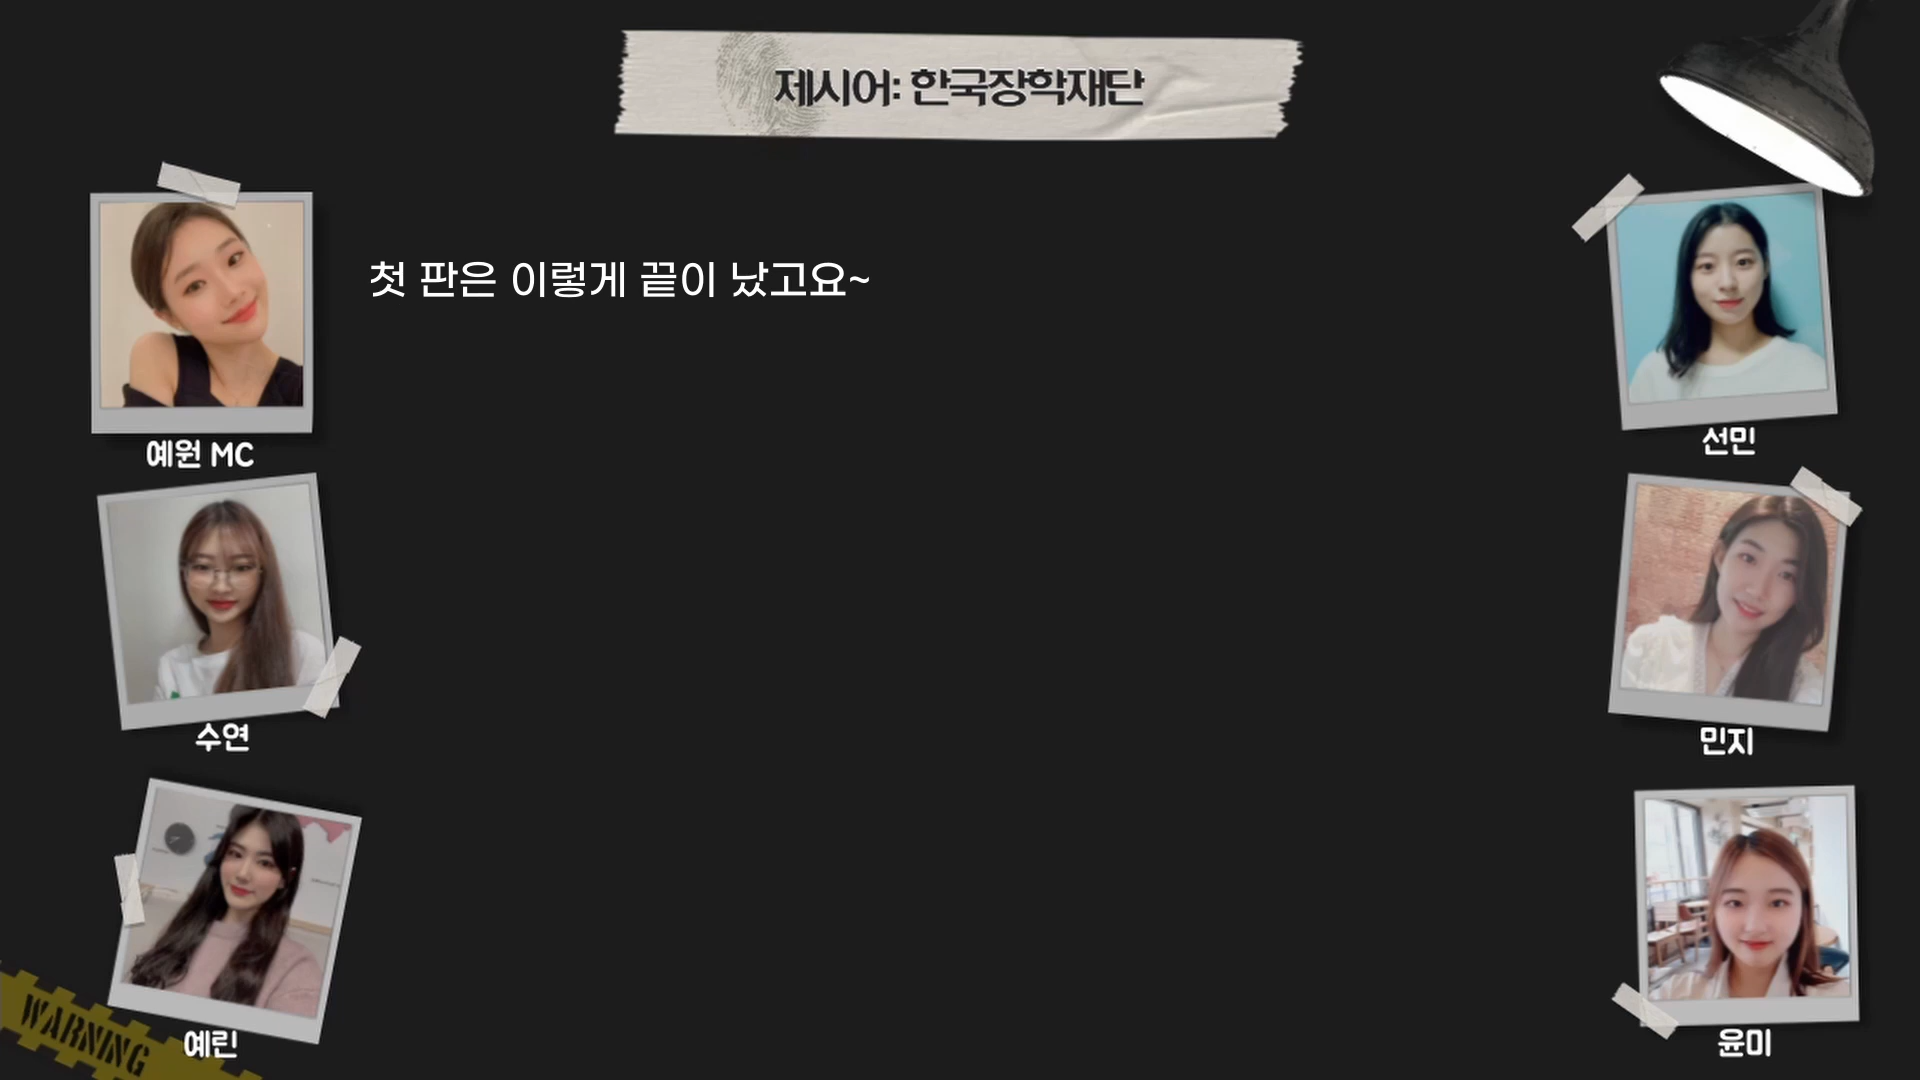 제시어: 한국장학재단
첫 판은 이렇게 끝이 났고요~
예원 MC
선민
수연
민지
예린
윤미
WARNING